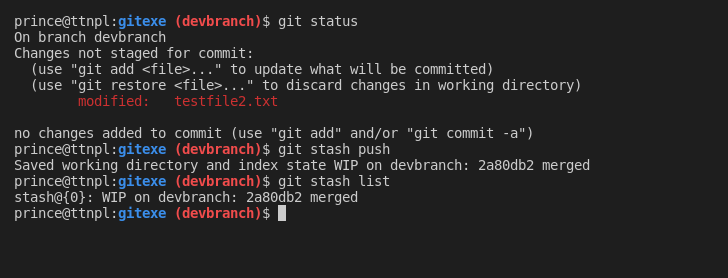 prince@ttnpl:gitexe (devbranch)$ git status
On branch devbranch
Changes not staged for commit:
  (use "git add <file>..." to update what will be committed)
  (use "git restore <file>..." to discard changes in working directory)
        modified:   testfile2.txt

no changes added to commit (use "git add" and/or "git commit -a")
prince@ttnpl:gitexe (devbranch)$ git stash push
Saved working directory and index state WIP on devbranch: 2a80db2 merged
prince@ttnpl:gitexe (devbranch)$ git stash list
stash@{0}: WIP on devbranch: 2a80db2 merged
prince@ttnpl:gitexe (devbranch)$